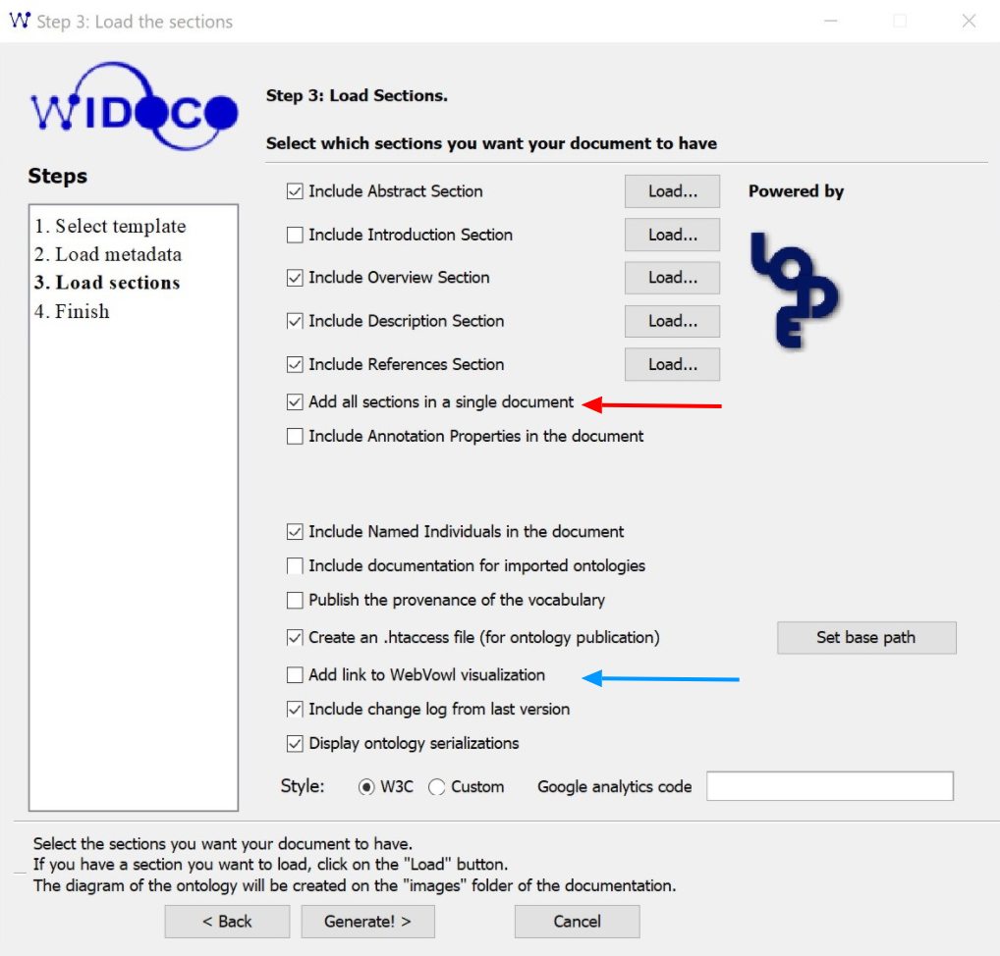 W Step 3: Load the sections
WIDOCO
Step 3: Load Sections.
Select which sections you want your document to have
Steps
1. Select template
2. Load metadata
3. Load sections
4. Finish
Include Abstract Section Load...
Powered by
LODE
Include Introduction Section Load...
Include Overview Section Load...
Include Description Section Load...
Include References Section Load...
Add all sections in a single document
Include Annotation Properties in the document
Include Named Individuals in the document
Include documentation for imported ontologies
Publish the provenance of the vocabulary
Create an .htaccess file (for ontology publication) Set base path
Add link to WebVowl visualization
Include change log from last version
Display ontology serializations
Style: W3C Custom Google analytics code
Select the sections you want your document to have.
If you have a section you want to load, click on the "Load" button.
The diagram of the ontology will be created on the "images" folder of the documentation.
< Back Generate! > Cancel